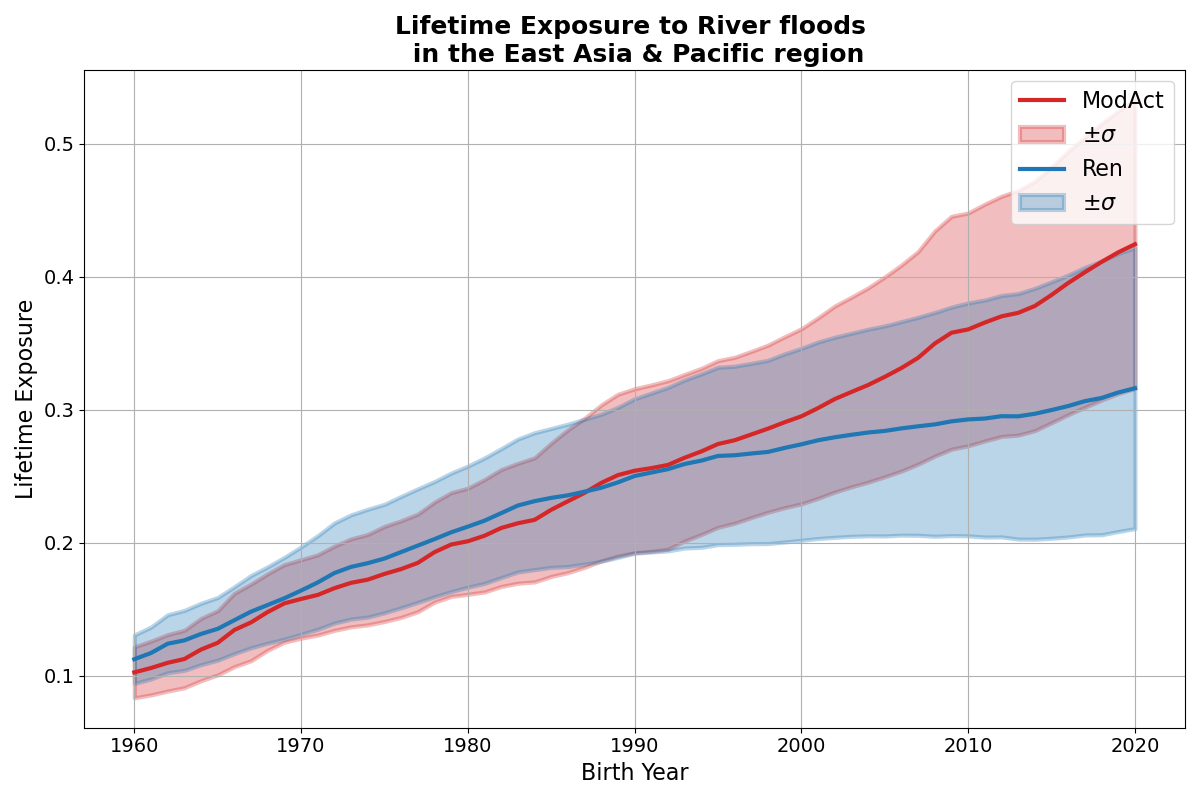 Lifetime Exposure to River floods
in the East Asia & Pacific region
ModAct
±σ
Ren
±σ
0.5
0.4
0.3
0.2
0.1
Lifetime Exposure
1960 1970 1980 1990 2000 2010 2020
Birth Year